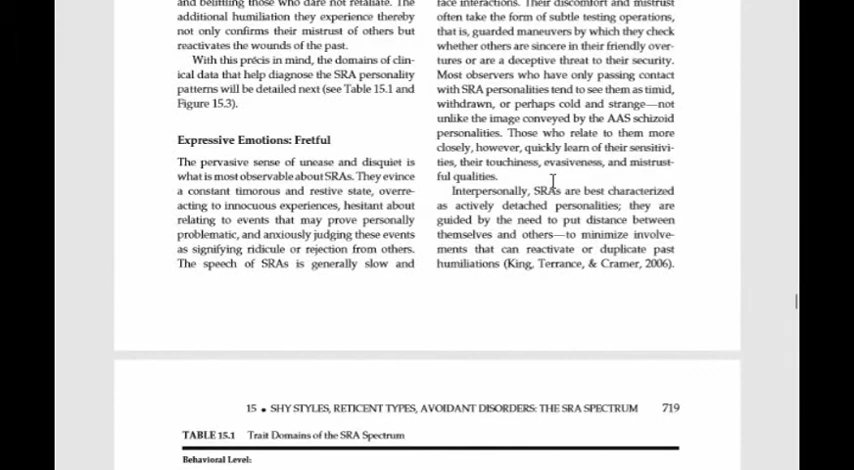 and belittling those who dare not retaliate. The
additional humiliation they experience thereby
not only confirms their mistrust of others but
reactivates the wounds of the past.
With this précis in mind, the domains of clin-
ical data that help diagnose the SRA personality
patterns will be detailed next (see Table 15.1 and
Figure 15.3).
Expressive Emotions: Fretful
The pervasive sense of unease and disquiet is
what is most observable about SRAs. They evince
a constant timorous and restive state, overre-
acting to innocuous experiences, hesitant about
relating to events that may prove personally
problematic, and anxiously judging these events
as signifying ridicule or rejection from others.
The speech of SRAs is generally slow and
face interactions. Their discomfort and mistrust
often take the form of subtle testing operations,
that is, guarded maneuvers by which they check
whether others are sincere in their friendly over-
tures or are a deceptive threat to their security.
Most observers who have only passing contact
with SRA personalities tend to see them as timid,
withdrawn, or perhaps cold and strange—not
unlike the image conveyed by the AAS schizoid
personalities. Those who relate to them more
closely, however, quickly learn of their sensitivi-
ties, their touchiness, evasiveness, and mistrust-
ful qualities.
Interpersonally, SRAs are best characterized
as actively detached personalities; they are
guided by the need to put distance between
themselves and others—to minimize involve-
ments that can reactivate or duplicate past
humiliations (King, Terrance, & Cramer, 2006).
15 • SHY STYLES, RETICENT TYPES, AVOIDANT DISORDERS: THE SRA SPECTRUM 719
TABLE 15.1 Trait Domains of the SRA Spectrum
Behavioral Level: